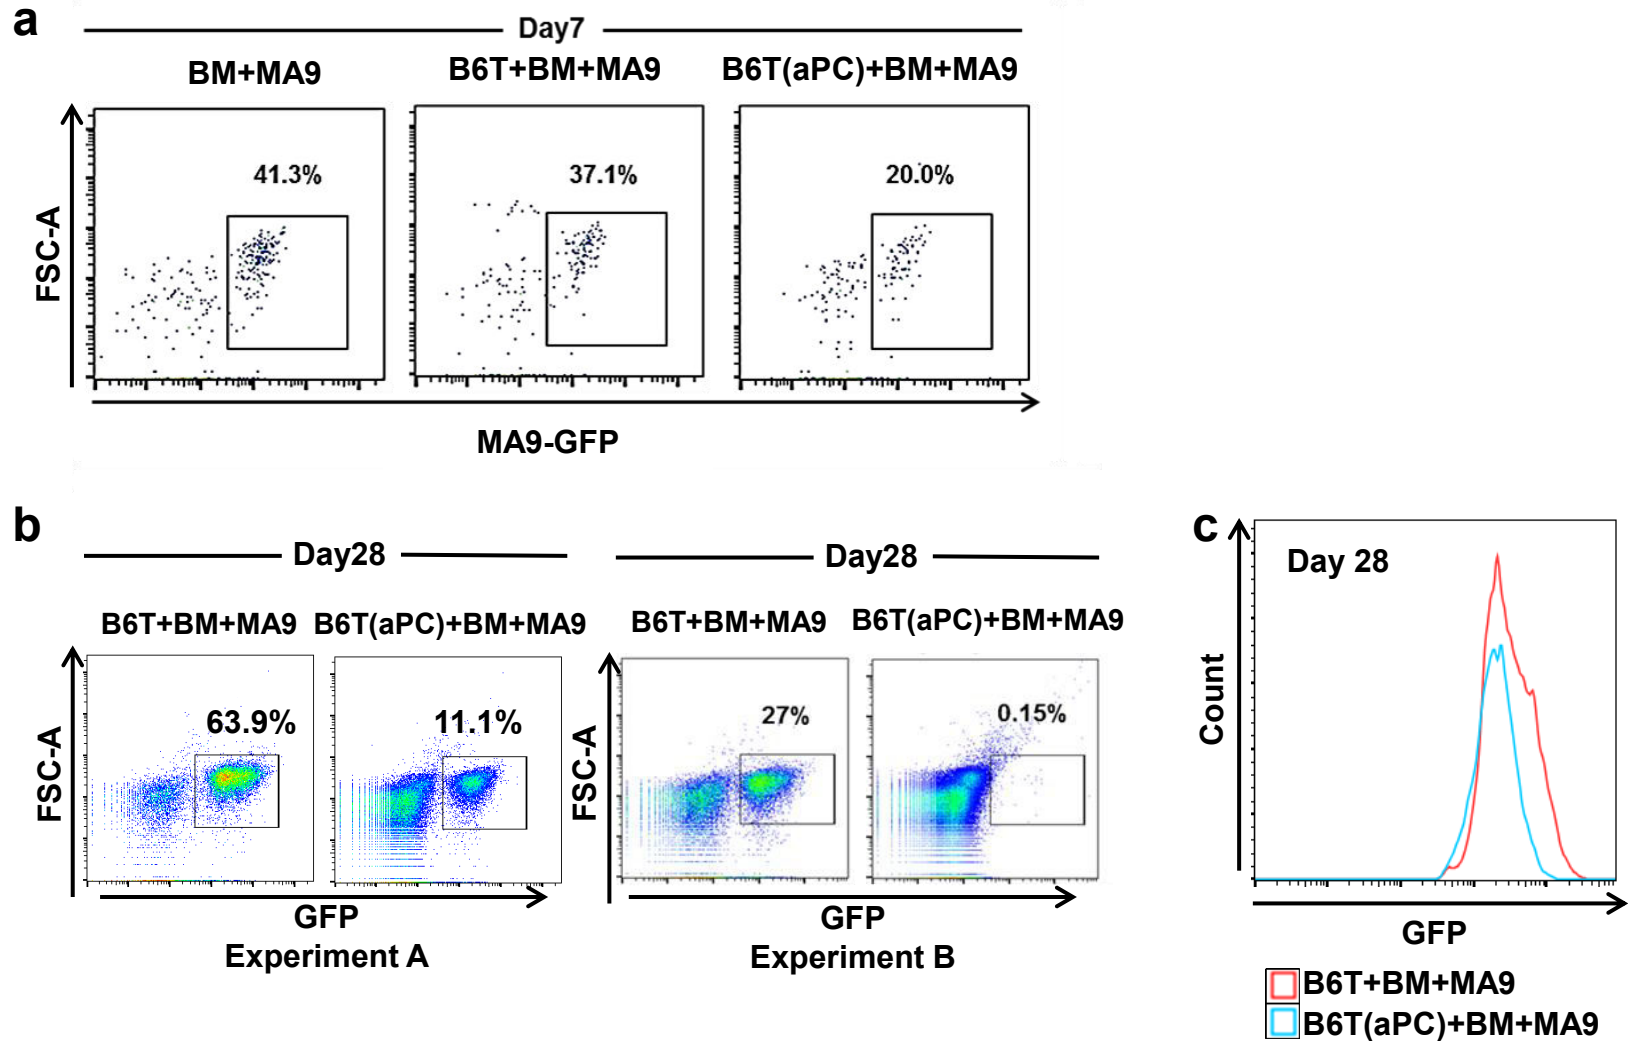 a
Day7
BM+MA9
B6T+BM+MA9
B6T(aPC)+BM+MA9
41.3%
37.1%
20.0%
FSC-A
MA9-GFP
b
Day28
Day28
B6T+BM+MA9
B6T(aPC)+BM+MA9
B6T+BM+MA9
B6T(aPC)+BM+MA9
63.9%
11.1%
27%
0.15%
FSC-A
FSC-A
GFP
GFP
Experiment A
Experiment B
c
Day 28
Count
GFP
B6T+BM+MA9
B6T(aPC)+BM+MA9